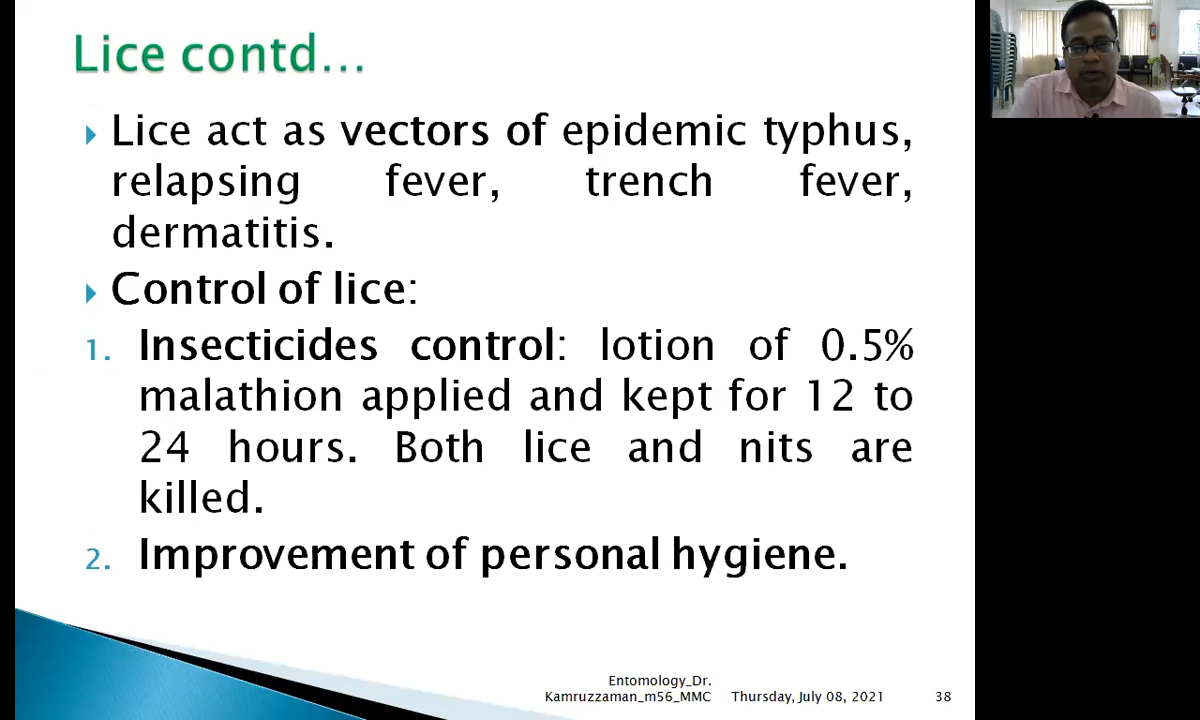 Lice contd...
Lice act as vectors of epidemic typhus,
relapsing fever, trench fever,
dermatitis.
Control of lice:
1. Insecticides control: lotion of 0.5%
malathion applied and kept for 12 to
24 hours. Both lice and nits are
killed.
2. Improvement of personal hygiene.
Entomology_Dr.
Kamruzzaman_m56_MMC Thursday, July 08, 2021 38